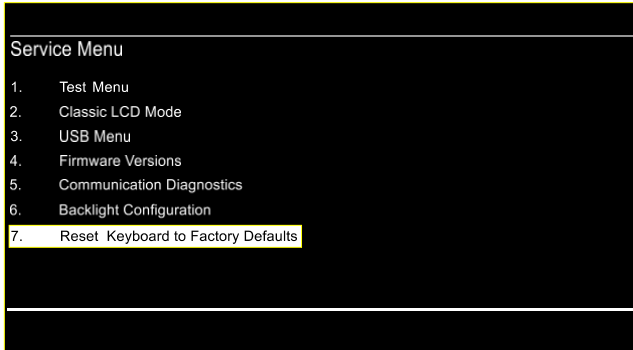 Service Menu
1. Test Menu
2. Classic LCD Mode
3. USB Menu
4. Firmware Versions
5. Communication Diagnostics
6. Backlight Configuration
7. Reset Keyboard to Factory Defaults